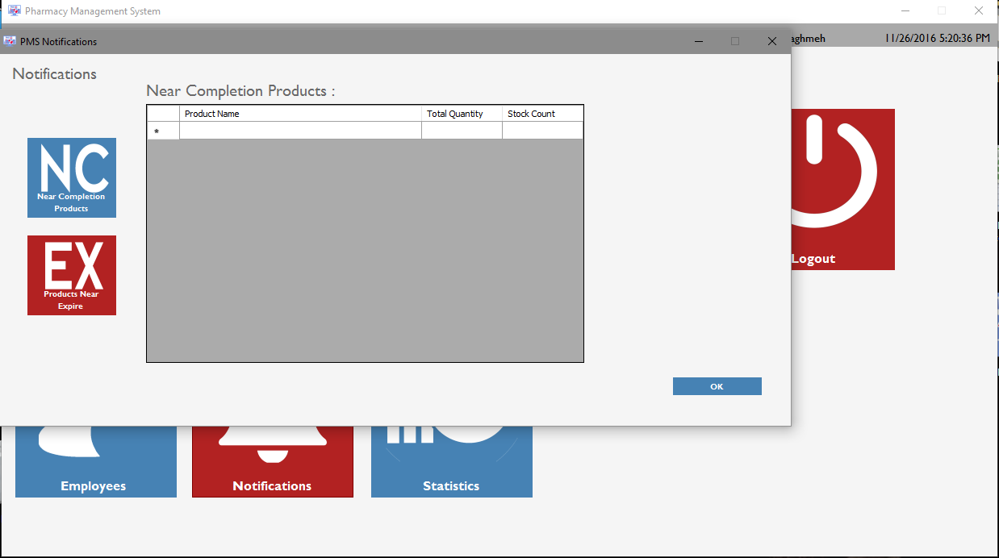 Pharmacy Management System
PMS Notifications
aghmeh
11/26/2016 5:20:36 PM
Notifications
Near Completion Products :
Product Name Total Quantity Stock Count
*
NC
Near Completion
Products
EX
Products Near
Expire
Logout
OK
Employees
Notifications
Statistics